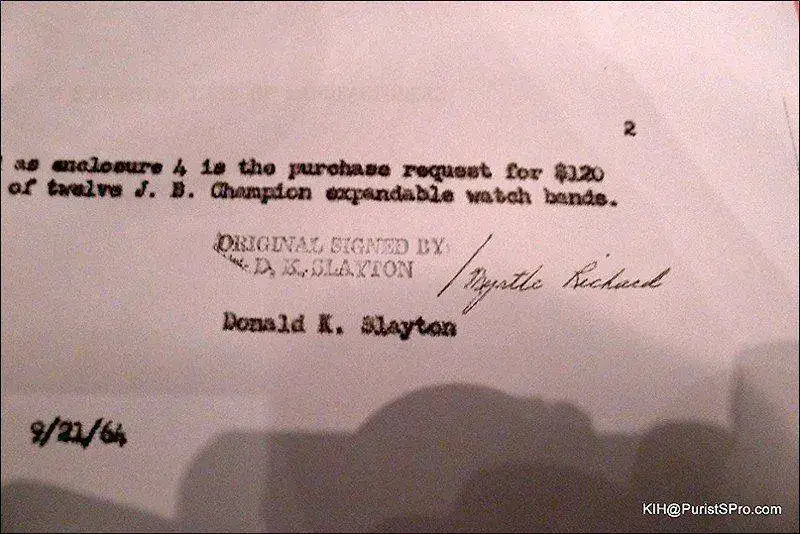 2
as enclosure 4 is the purchase request for $120
of twelve J. B. Champion expandable watch bands.
ORIGINAL SIGNED BY:
D. K. SLAYTON
/ Myrtle Richard
Donald K. Slayton
9/21/64
KIH@PuristSPro.com